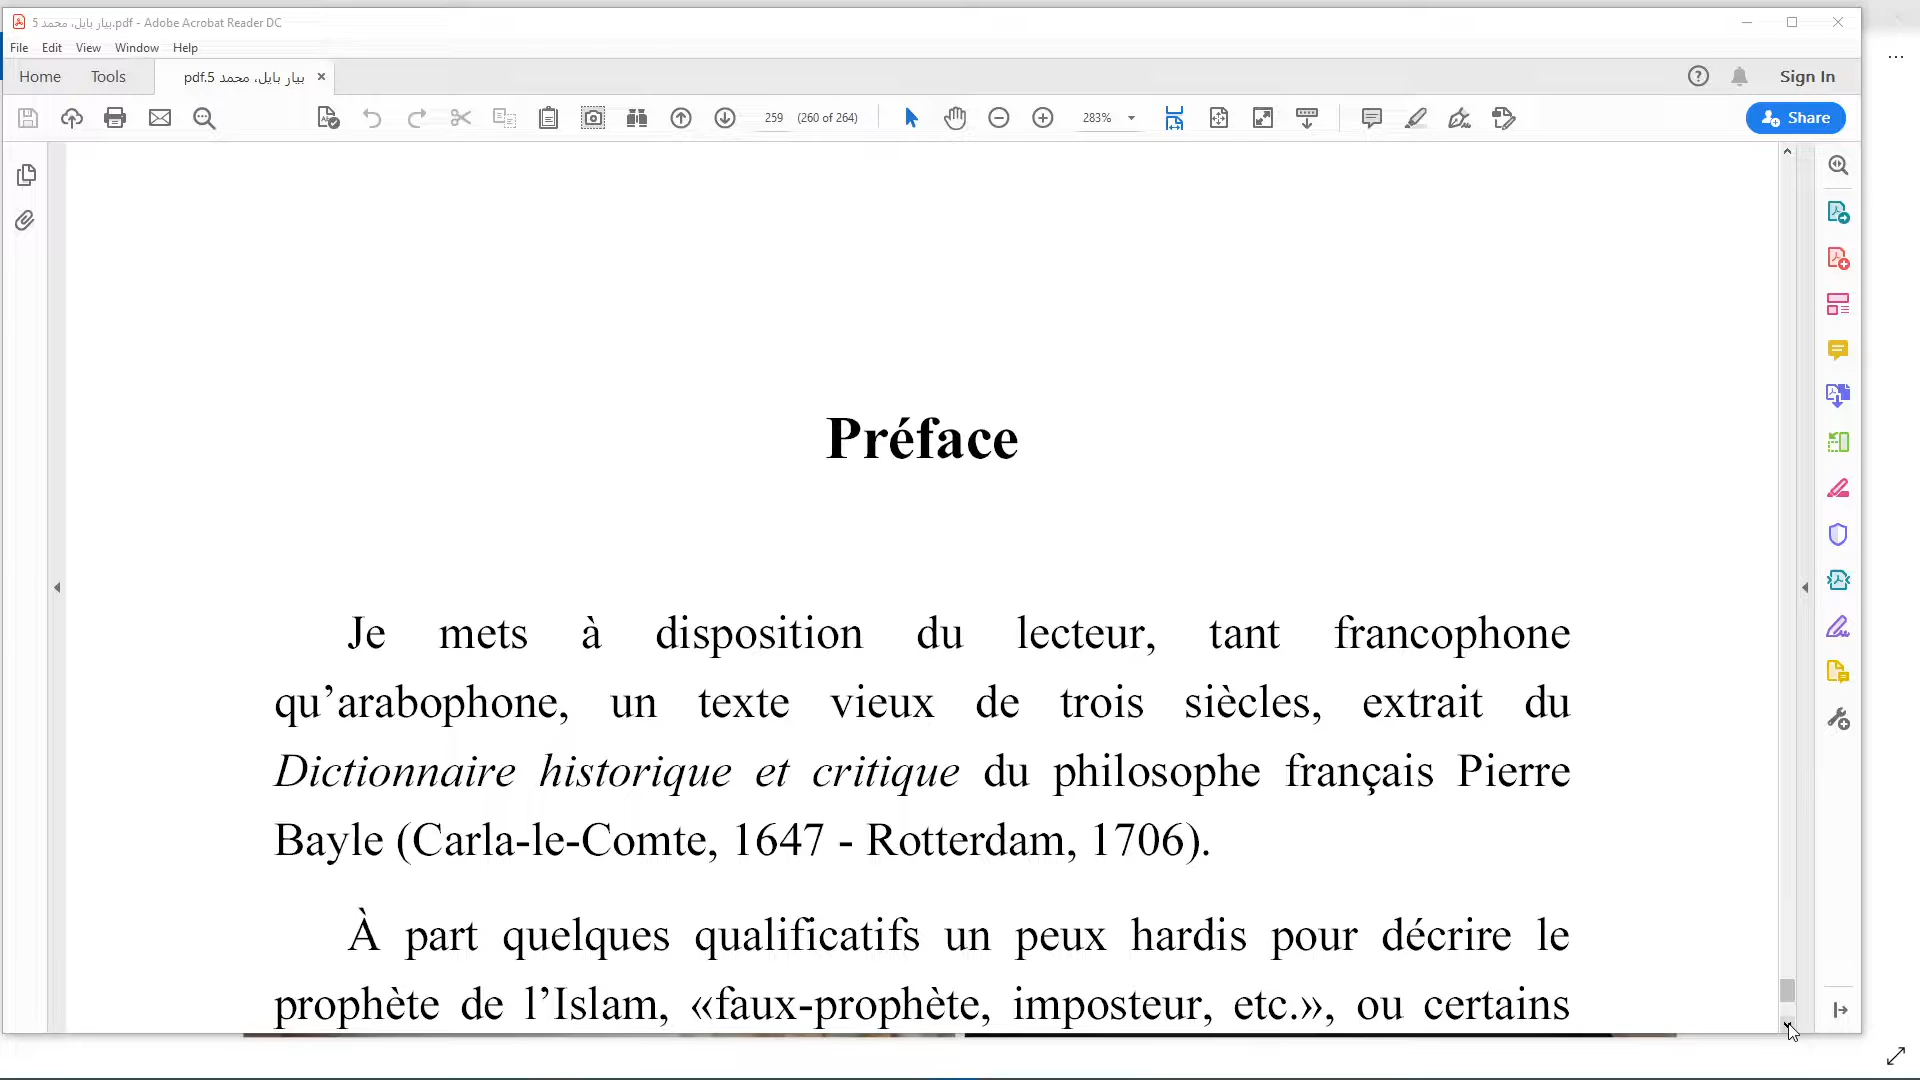 بيار بايل، محمد 5.pdf - Adobe Acrobat Reader DC
File Edit View Window Help
Home Tools بيار بايل، محمد 5.pdf × Sign In
259 (260 of 264) 283% Share
Préface
Je mets à disposition du lecteur, tant francophone
qu’arabophone, un texte vieux de trois siècles, extrait du
Dictionnaire historique et critique du philosophe français Pierre
Bayle (Carla-le-Comte, 1647 - Rotterdam, 1706).
À part quelques qualificatifs un peux hardis pour décrire le
prophète de l’Islam, «faux-prophète, imposteur, etc.», ou certains